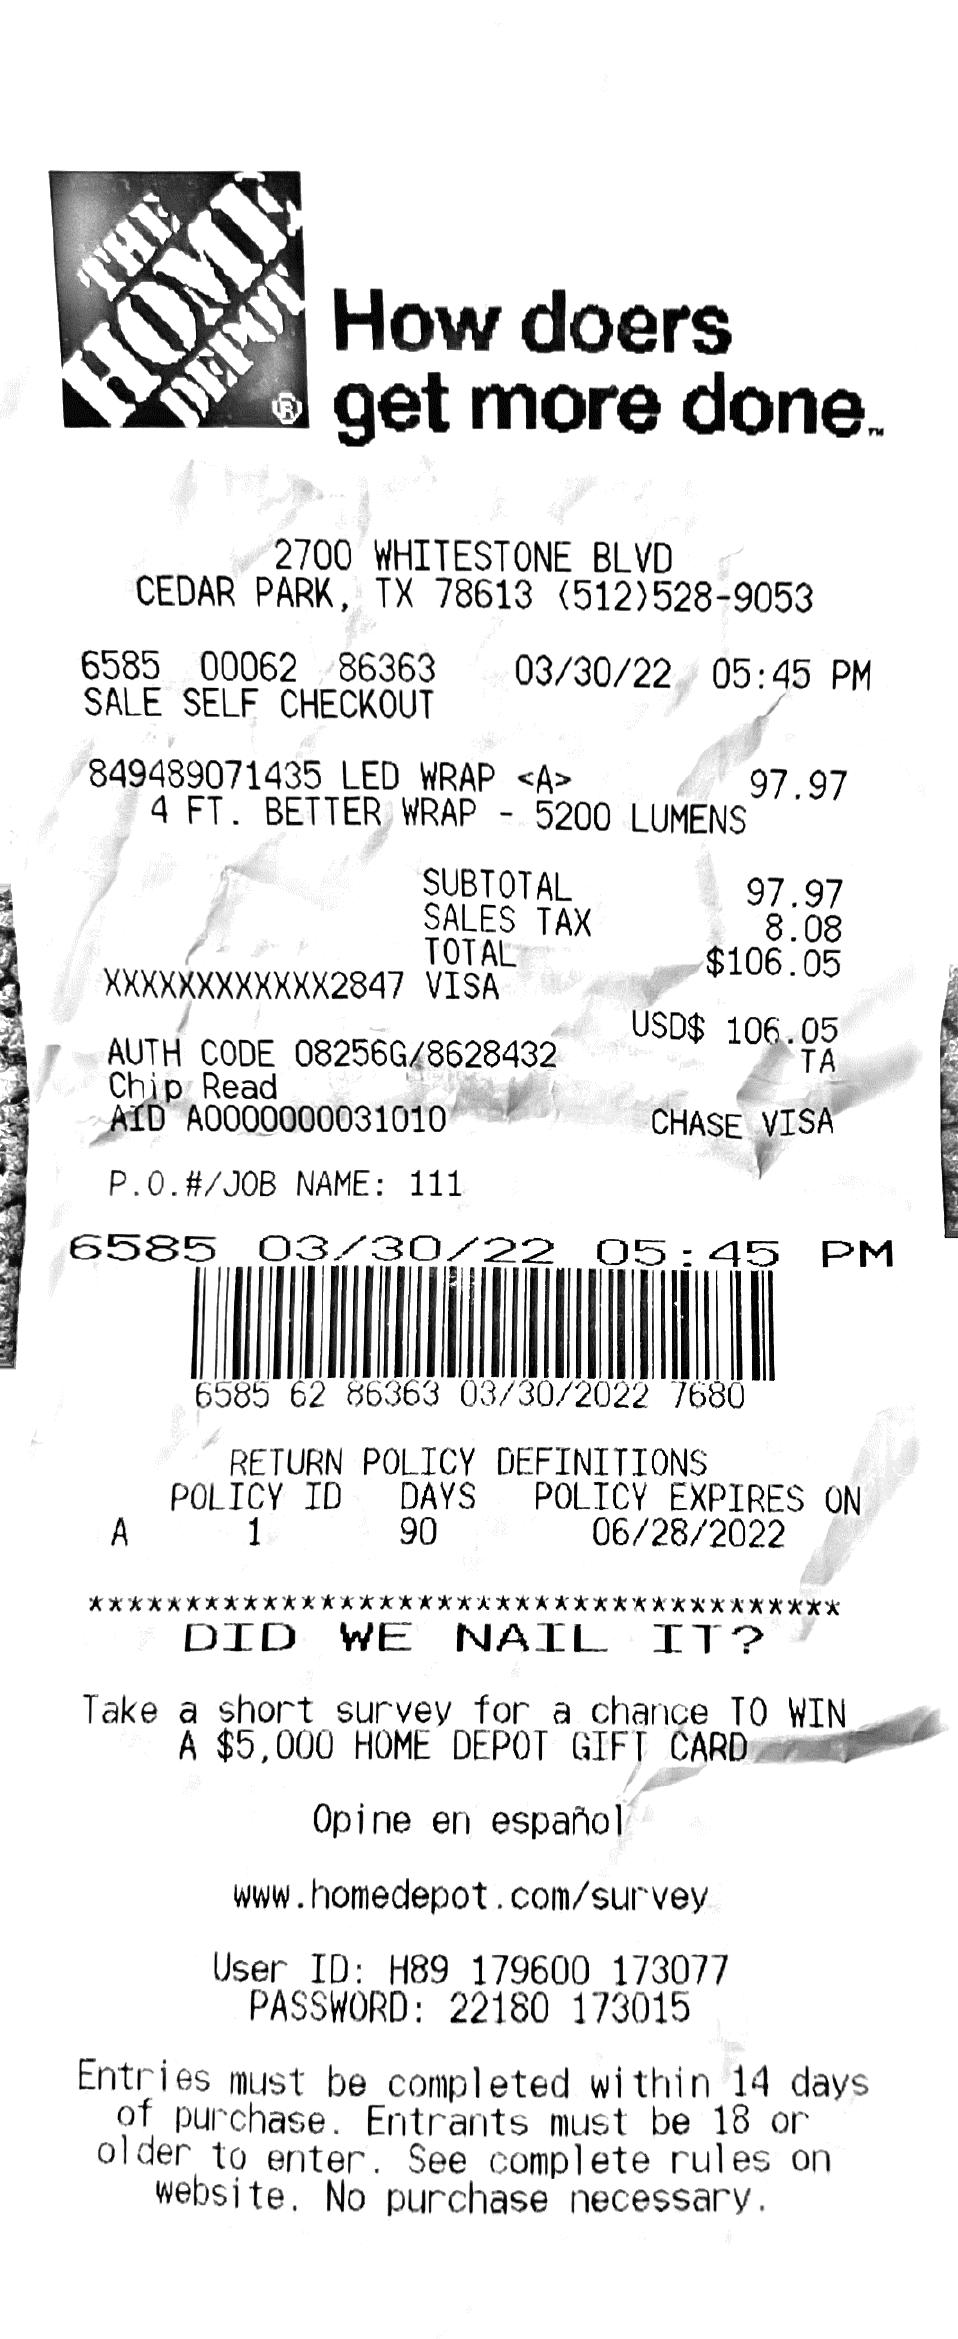 THE
HOME
DEPOT
®
How doers
get more done.™
2700 WHITESTONE BLVD
CEDAR PARK, TX 78613 (512)528-9053
6585 00062 86363 03/30/22 05:45 PM
SALE SELF CHECKOUT
849489071435 LED WRAP <A> 97.97
4 FT. BETTER WRAP - 5200 LUMENS
SUBTOTAL 97.97
SALES TAX 8.08
TOTAL $106.05
XXXXXXXXXXXX2847 VISA
USD$ 106.05
AUTH CODE 08256G/8628432 TA
Chip Read
AID A0000000031010 CHASE VISA
P.O.#/JOB NAME: 111
6585 03/30/22 05:45 PM
6585 62 86363 03/30/2022 7680
RETURN POLICY DEFINITIONS
POLICY ID DAYS POLICY EXPIRES ON
A 1 90 06/28/2022
***************************************
DID WE NAIL IT?
Take a short survey for a chance TO WIN
A $5,000 HOME DEPOT GIFT CARD
Opine en español
www.homedepot.com/survey
User ID: H89 179600 173077
PASSWORD: 22180 173015
Entries must be completed within 14 days
of purchase. Entrants must be 18 or
older to enter. See complete rules on
website. No purchase necessary.